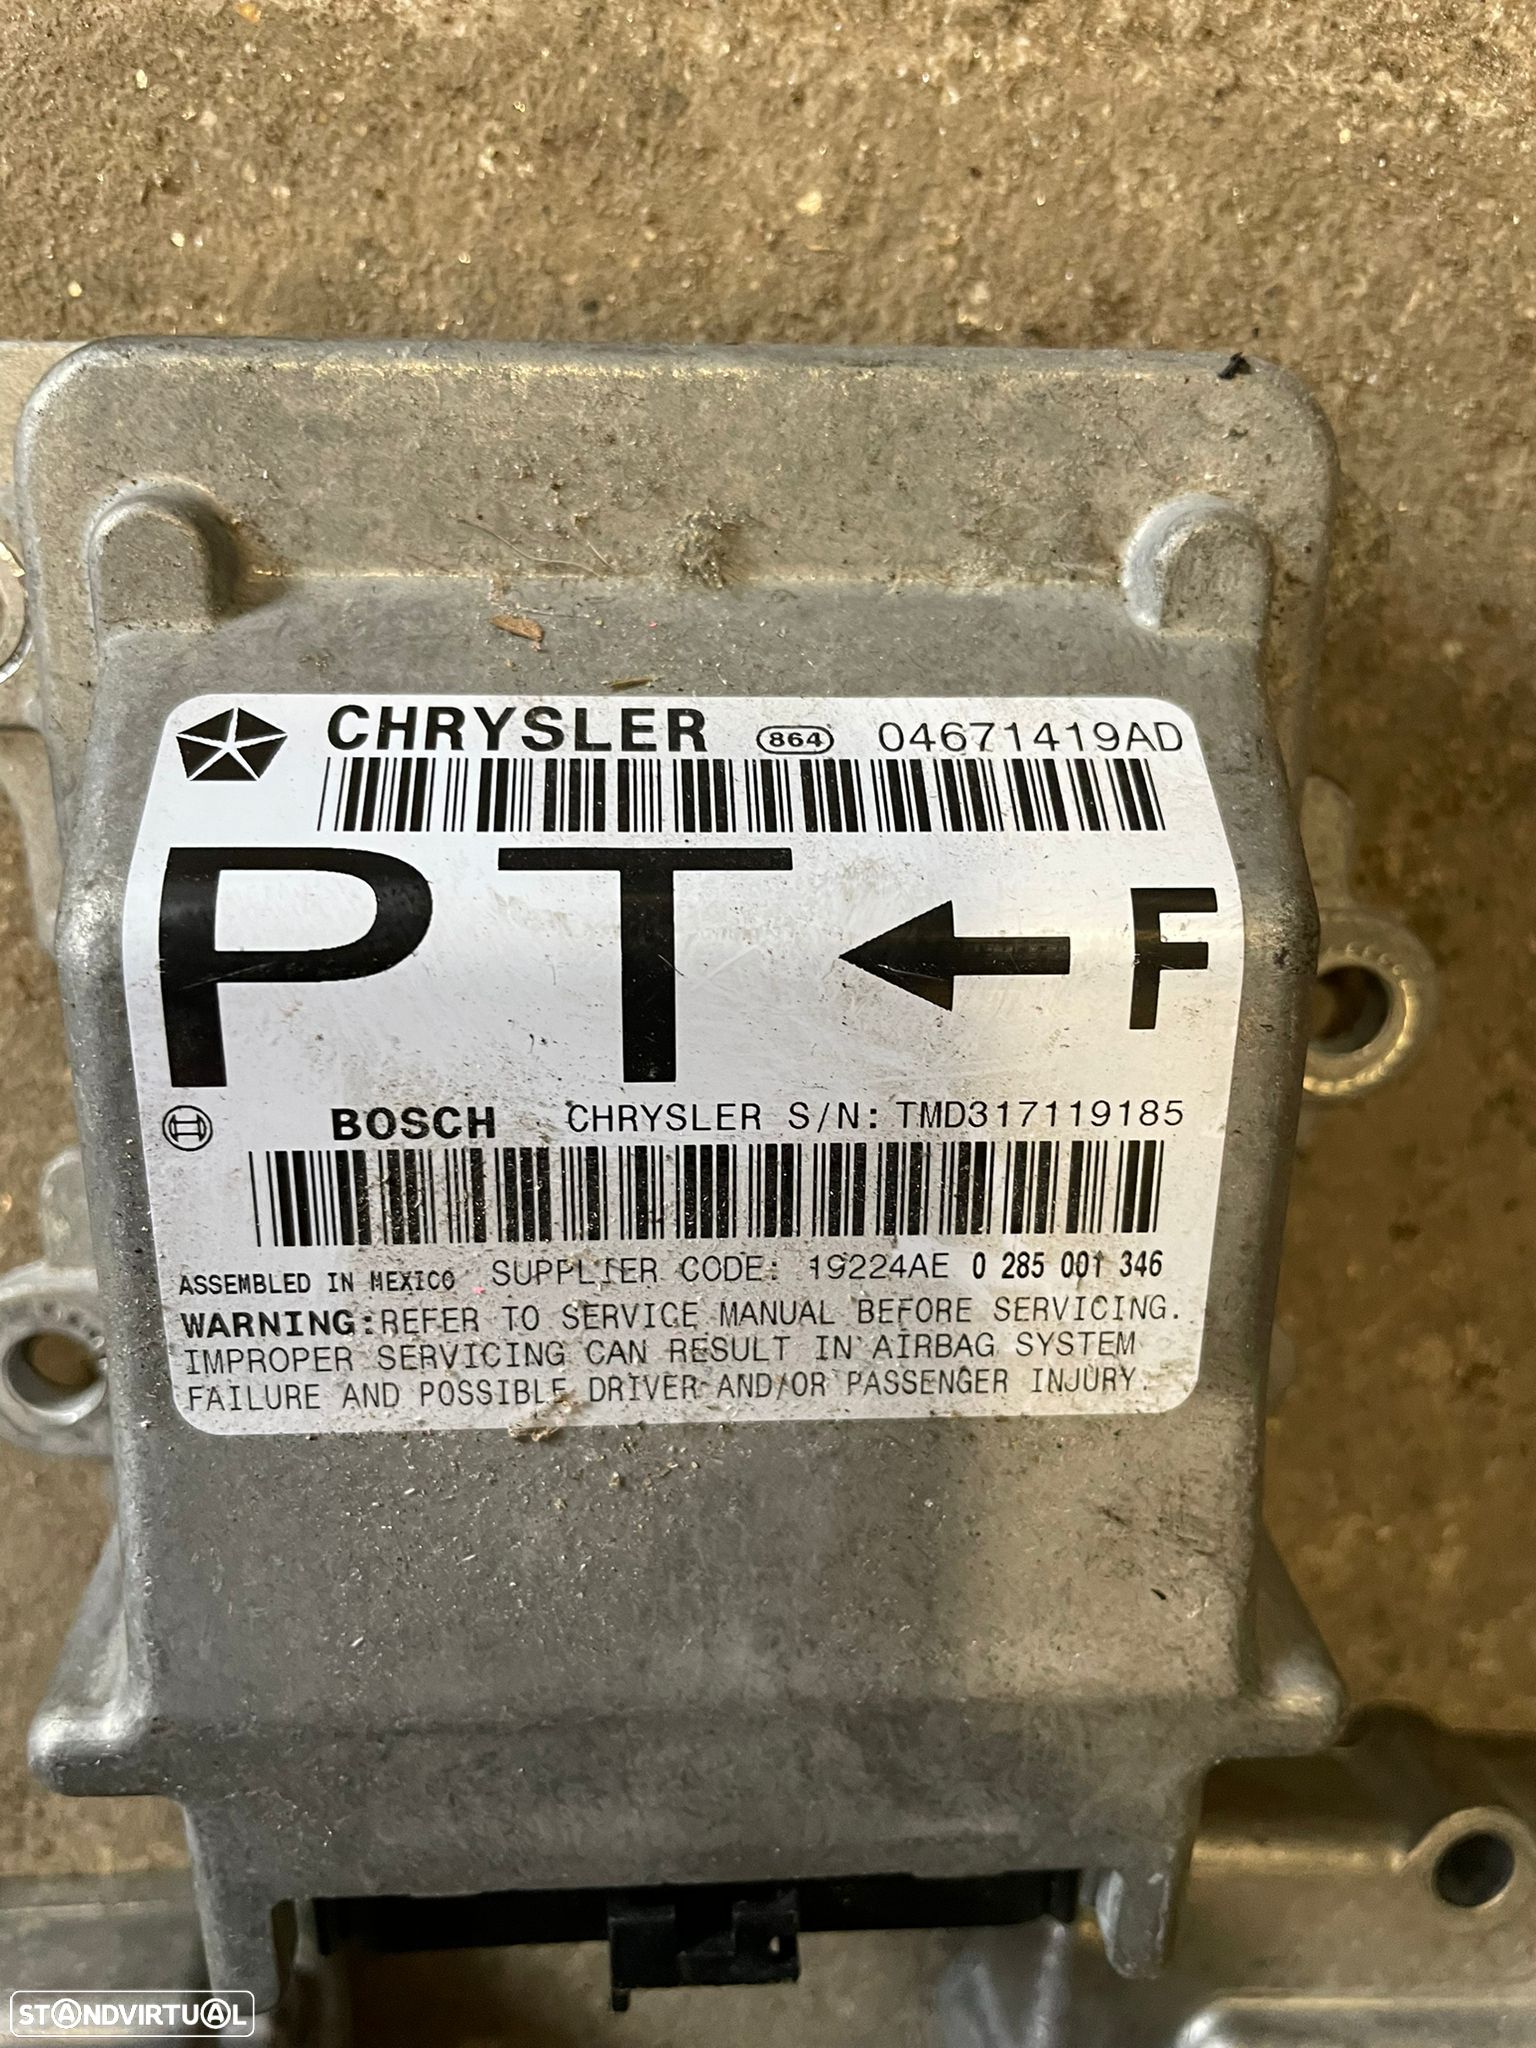 CHRYSLER 864 04671419AD
PT F
BOSCH CHRYSLER S/N: TMD317119185
ASSEMBLED IN MEXICO SUPPLIER CODE: 19224AE 0 285 001 346
WARNING:REFER TO SERVICE MANUAL BEFORE SERVICING.
IMPROPER SERVICING CAN RESULT IN AIRBAG SYSTEM
FAILURE AND POSSIBLE DRIVER AND/OR PASSENGER INJURY.
STANDVIRTUAL